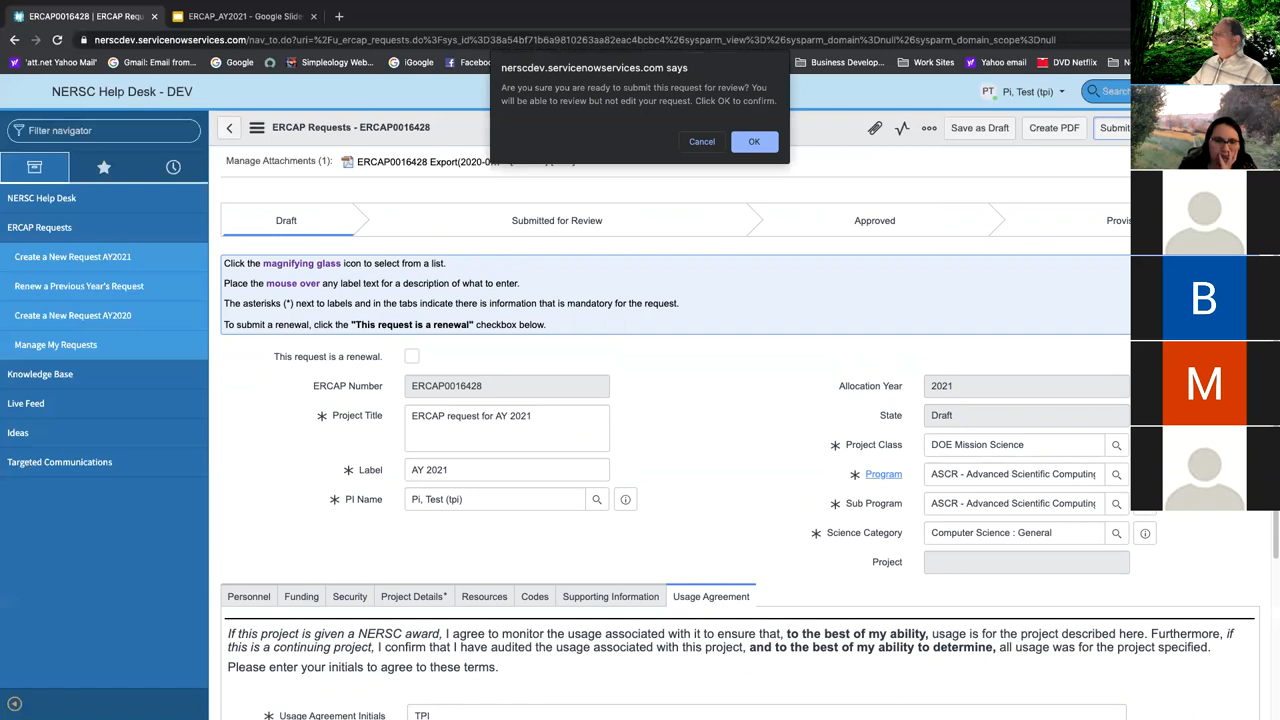 ERCAP0016428 | ERCAP Requ
ERCAP_AY2021 - Google Slide
nerscdev.servicenowservices.com/nav_to.do?uri=%2Fu_ercap_requests.do%3Fsys_id%3D38a54bf71b6a9810263aa82eac4bcbc4%26sysparm_view%3D%26sysparm_domain%3Dnull%26sysparm_domain_scope%3Dnull
'att.net Yahoo Mail'
Gmail: Email from...
Simpleology Web...
iGoogle
Faceb
Business Develop...
Work Sites
Yahoo email
DVD Netflix
nerscdev.servicenowservices.com says
Are you sure you are ready to submit this request for review? You
will be able to review but not edit your request. Click OK to confirm.
Cancel
OK
NERSC Help Desk - DEV
PT
Pi, Test (tpi)
Search
Filter navigator
NERSC Help Desk
ERCAP Requests
Create a New Request AY2021
Renew a Previous Year's Request
Create a New Request AY2020
Manage My Requests
Knowledge Base
Live Feed
Ideas
Targeted Communications
ERCAP Requests - ERCAP0016428
Save as Draft
Create PDF
Submit
Manage Attachments (1):
ERCAP0016428 Export(2020-0
Draft
Submitted for Review
Approved
Provis
Click the magnifying glass icon to select from a list.
Place the mouse over any label text for a description of what to enter.
The asterisks (*) next to labels and in the tabs indicate there is information that is mandatory for the request.
To submit a renewal, click the "This request is a renewal" checkbox below.
This request is a renewal.
ERCAP Number
ERCAP0016428
Allocation Year
2021
Project Title
ERCAP request for AY 2021
State
Draft
Project Class
DOE Mission Science
Label
AY 2021
Program
ASCR - Advanced Scientific Computing
PI Name
Pi, Test (tpi)
Sub Program
ASCR - Advanced Scientific Computing
Science Category
Computer Science : General
Project
Personnel
Funding
Security
Project Details*
Resources
Codes
Supporting Information
Usage Agreement
If this project is given a NERSC award, I agree to monitor the usage associated with it to ensure that, to the best of my ability, usage is for the project described here. Furthermore, if
this is a continuing project, I confirm that I have audited the usage associated with this project, and to the best of my ability to determine, all usage was for the project specified.
Please enter your initials to agree to these terms.
Usage Agreement Initials
TPI
B
M